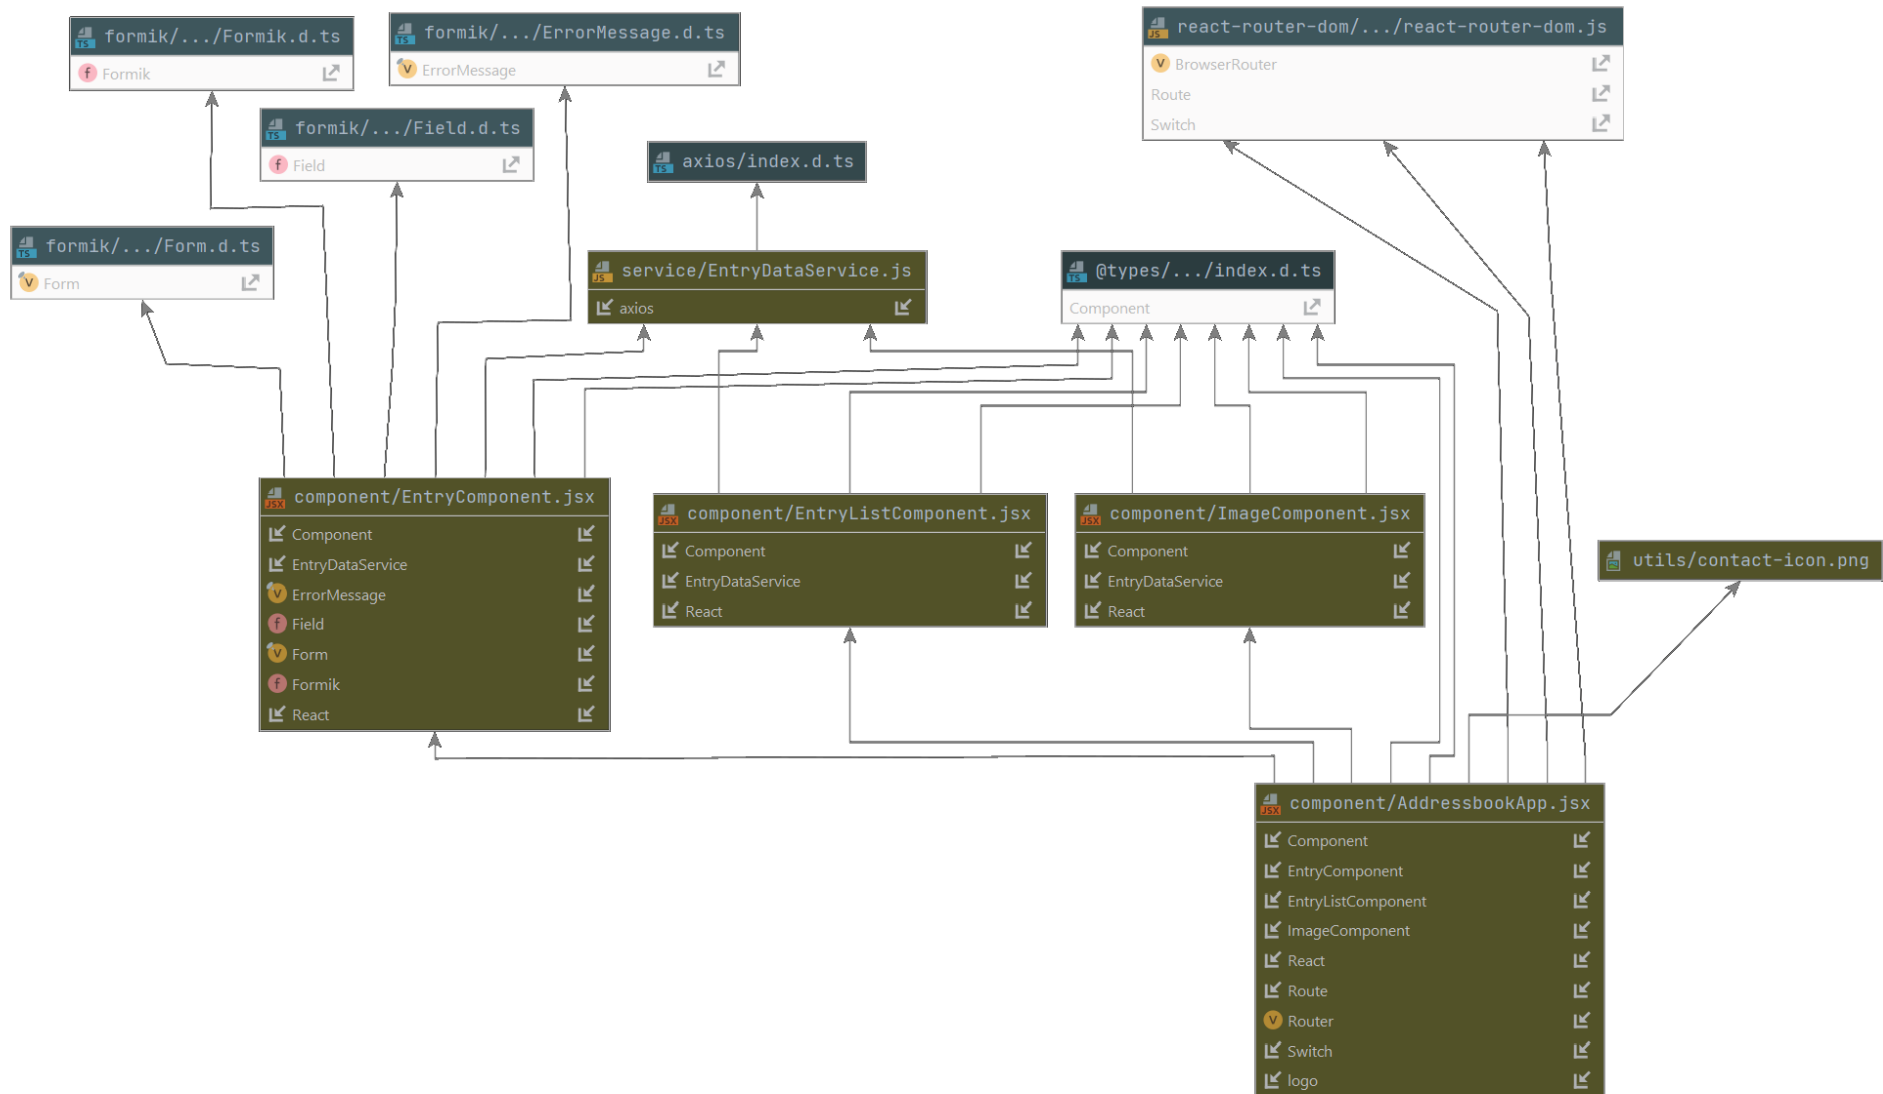 formik/.../Formik.d.ts
Formik
formik/.../ErrorMessage.d.ts
ErrorMessage
react-router-dom/.../react-router-dom.js
BrowserRouter
Route
Switch
formik/.../Field.d.ts
Field
axios/index.d.ts
formik/.../Form.d.ts
Form
service/EntryDataService.js
axios
@types/.../index.d.ts
Component
component/EntryComponent.jsx
Component
EntryDataService
ErrorMessage
Field
Form
Formik
React
component/EntryListComponent.jsx
Component
EntryDataService
React
component/ImageComponent.jsx
Component
EntryDataService
React
utils/contact-icon.png
component/AddressbookApp.jsx
Component
EntryComponent
EntryListComponent
ImageComponent
React
Route
Router
Switch
logo